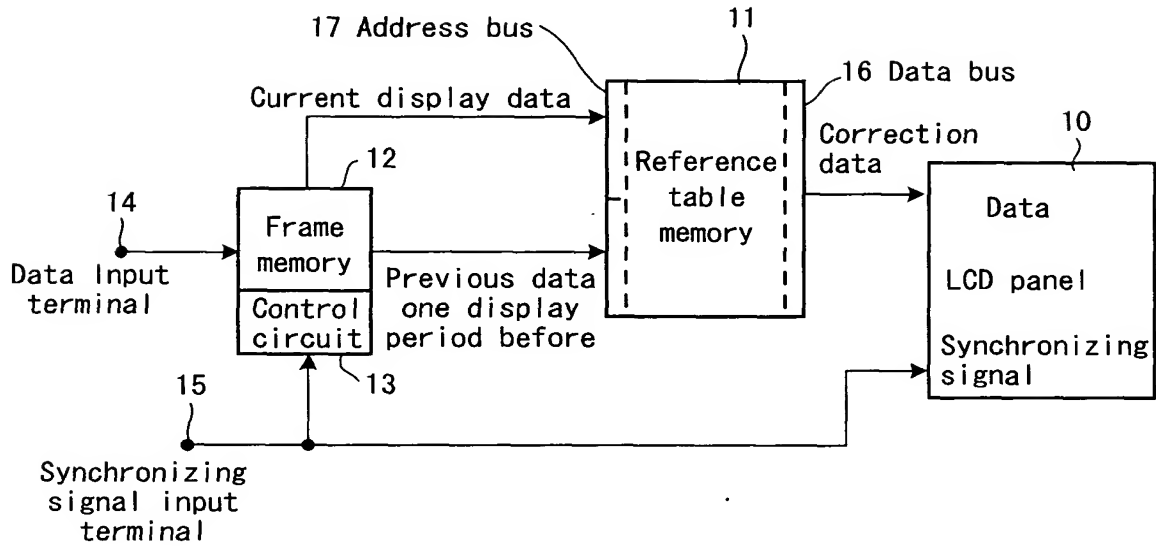 17 Address bus
11
16 Data bus
Current display data
Correction
data
10
12
14
Frame
memory
Reference
table
memory
Data
Data Input
terminal
Previous data
one display
period before
LCD panel
Control
circuit
Synchronizing
signal
13
15
Synchronizing
signal input
terminal